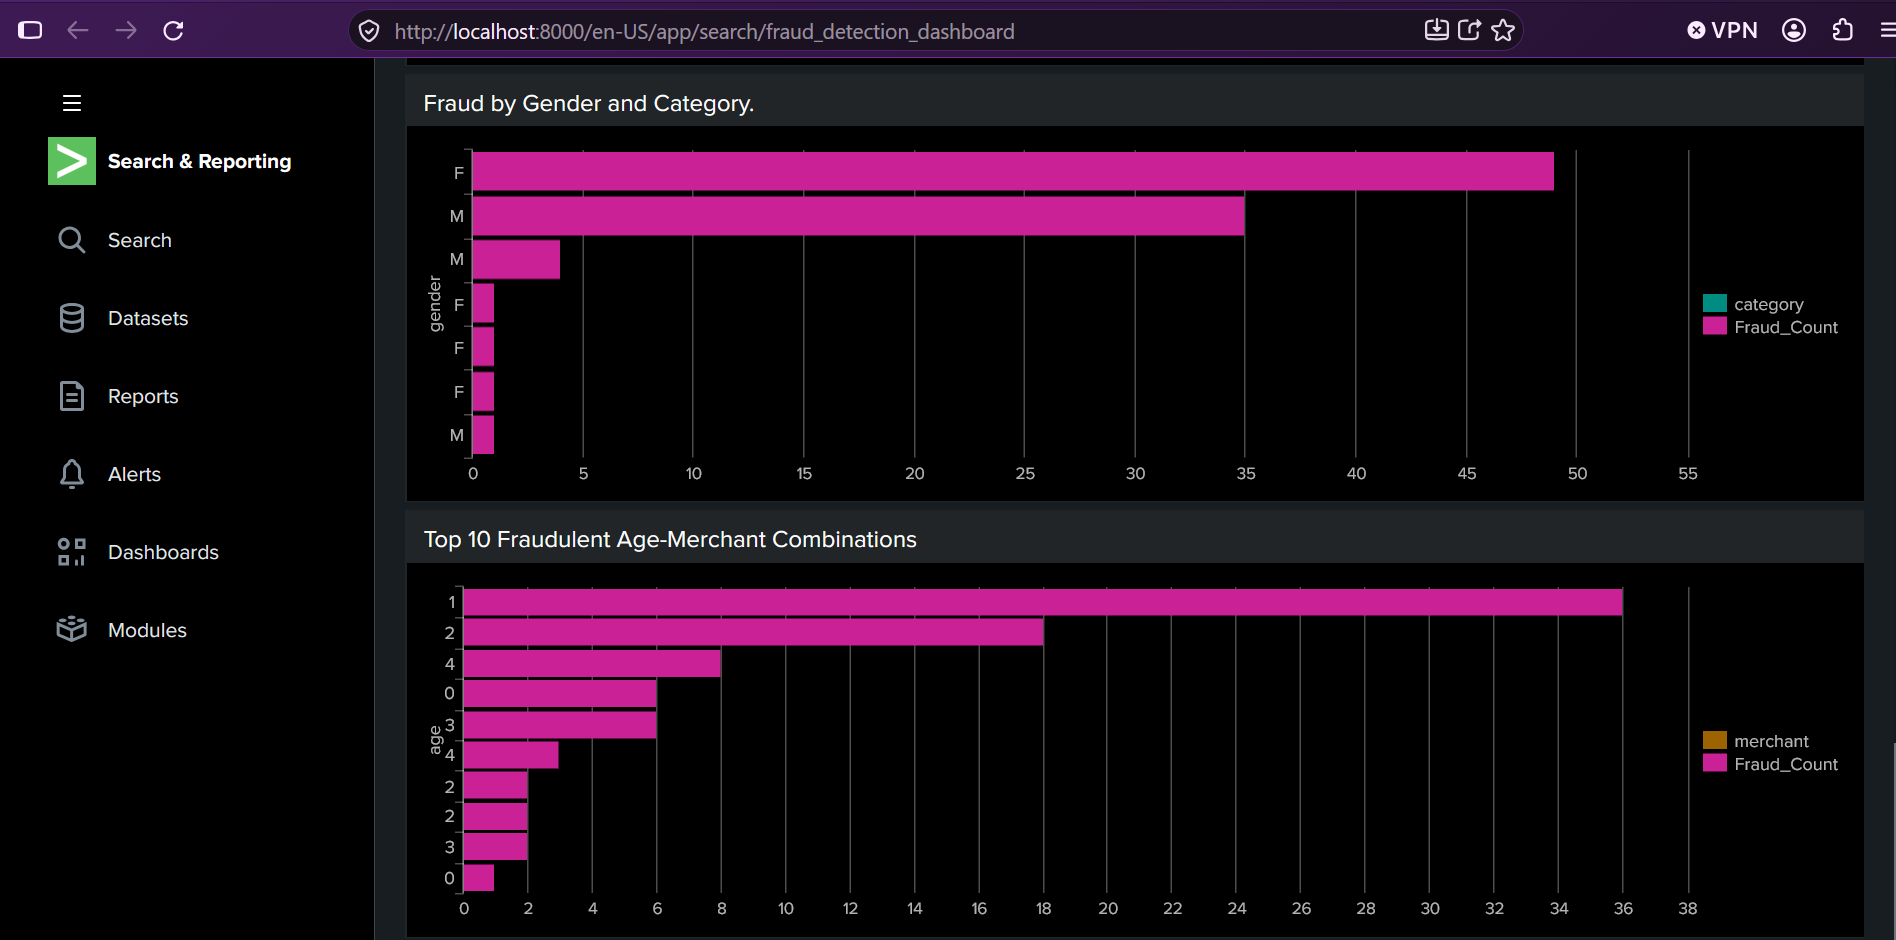 http://localhost:8000/en-US/app/search/fraud_detection_dashboard
VPN
Search & Reporting
Search
Datasets
Reports
Alerts
Dashboards
Modules
Fraud by Gender and Category.
gender
F
M
M
F
F
F
M
0 5 10 15 20 25 30 35 40 45 50 55
category
Fraud_Count
Top 10 Fraudulent Age-Merchant Combinations
age
1
2
4
0
3
4
2
2
3
0
0 2 4 6 8 10 12 14 16 18 20 22 24 26 28 30 32 34 36 38
merchant
Fraud_Count